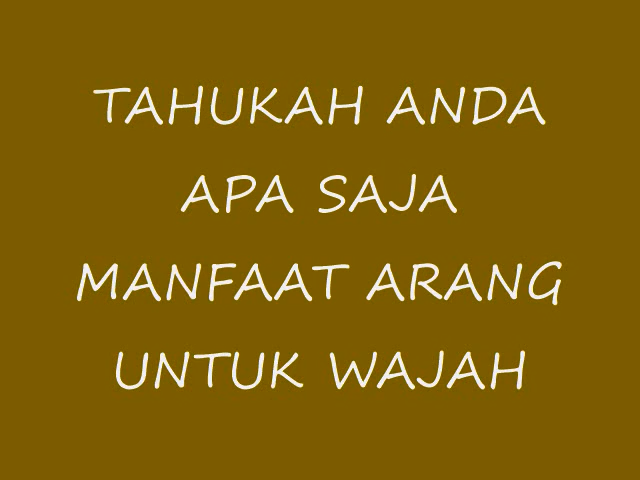 TAHUKAH ANDA
APA SAJA
MANFAAT ARANG
UNTUK WAJAH